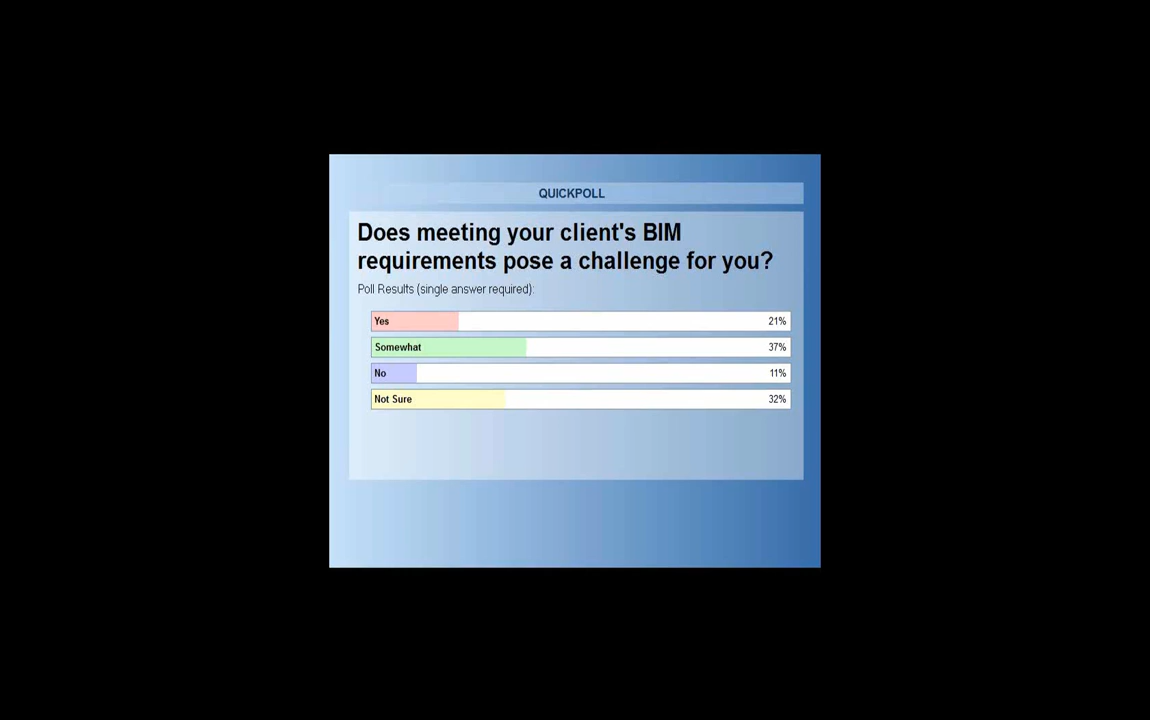 QUICKPOLL
Does meeting your client's BIM
requirements pose a challenge for you?
Poll Results (single answer required):
Yes 21%
Somewhat 37%
No 11%
Not Sure 32%